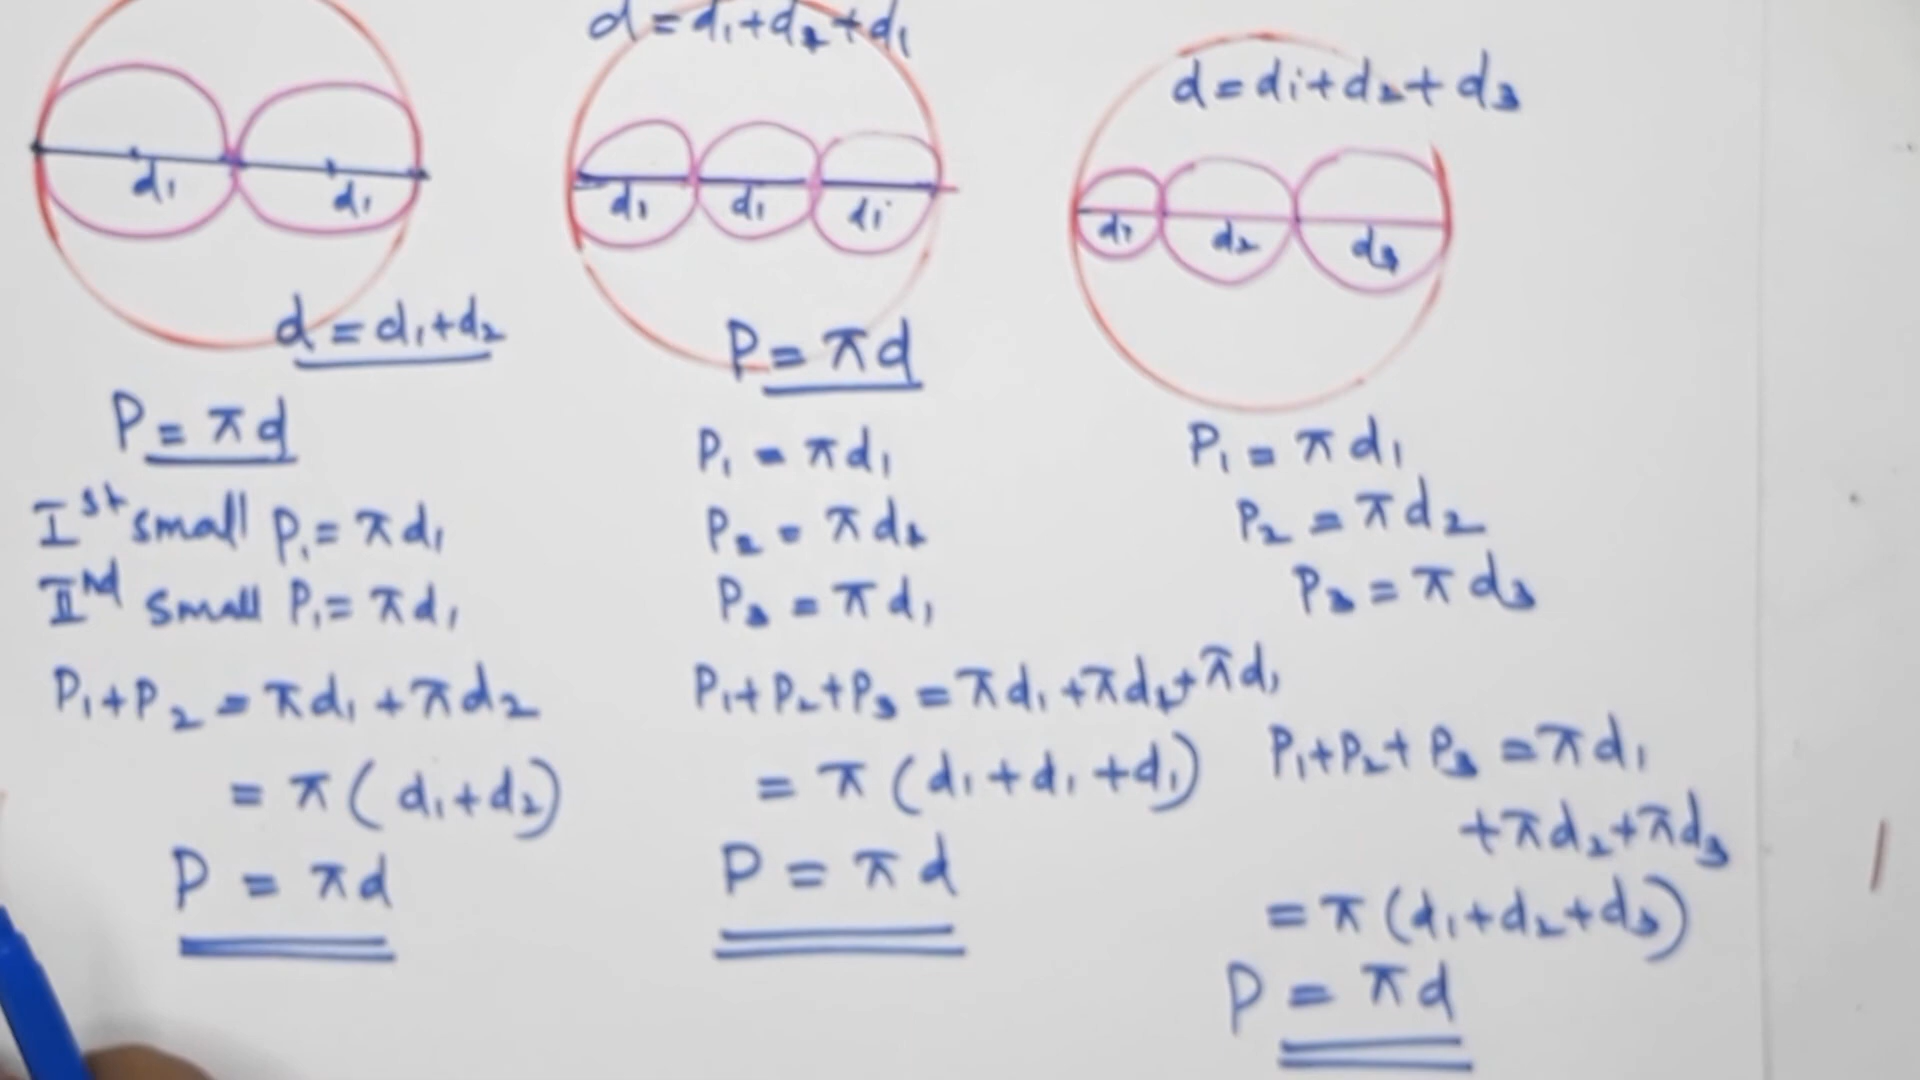 d₁ d₁
d = d₁+d₂
P = πd
Iˢᵗ small P₁ = πd₁
IIⁿᵈ small P₁ = πd₁
P₁+P₂ = πd₁+πd₂
= π(d₁+d₂)
P = πd
d = d₁+d₂+d₁
d₁ d₁ d₁
P = πd
P₁ = πd₁
P₂ = πd₂
P₃ = πd₁
P₁+P₂+P₃ = πd₁+πd₂+πd₁
= π(d₁+d₁+d₁)
P = πd
d = d₁+d₂+d₃
d₁ d₂ d₃
P₁ = πd₁
P₂ = πd₂
P₃ = πd₃
P₁+P₂+P₃ = πd₁
+πd₂+πd₃
= π(d₁+d₂+d₃)
P = πd